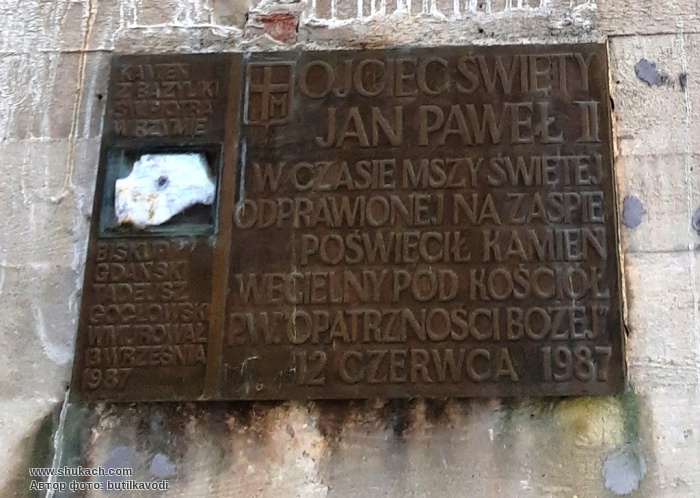 KAMIEŃ
Z BAZYLIKI
ŚW. PIOTRA
W RZYMIE
BISKUP
GDAŃSKI
TADEUSZ
GOCŁOWSKI
WMUROWAŁ
13 WRZEŚNIA
1987
M
OJCIEC ŚWIĘTY
JAN PAWEŁ II
W CZASIE MSZY ŚWIĘTEJ
ODPRAWIONEJ NA ZASPIE
POŚWIĘCIŁ KAMIEŃ
WĘGIELNY POD KOŚCIÓŁ
P.W. "OPATRZNOŚCI BOŻEJ"
12 CZERWCA 1987
www.shukach.com
Автор фото: butilkavodi